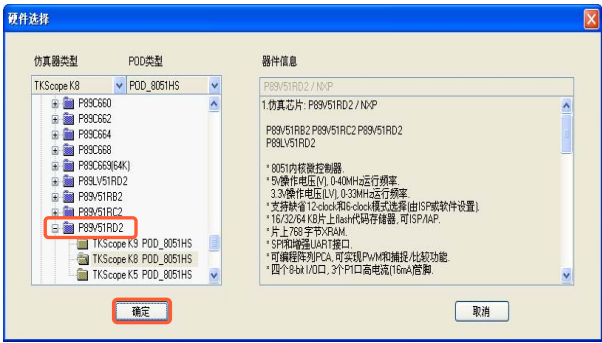 硬件选择
仿真器类型
POD类型
器件信息
TKScope K8
POD_8051HS
P89V51RD2 / NXP
P89C660
P89C662
P89C664
P89C668
P89C669(64K)
P89LV51RD2
P89V51RB2
P89V51RC2
P89V51RD2
TKScope K9 POD_8051HS
TKScope K8 POD_8051HS
TKScope K5 POD_8051HS
1.仿真芯片: P89V51RD2 / NXP
P89V51RB2 P89V51RC2 P89V51RD2
P89LV51RD2
* 8051内核微控制器.
* 5V操作电压(V), 0-40MHz运行频率.
3.3V操作电压(LV), 0-33MHz运行频率.
* 支持缺省12-clock和6-clock模式选择(由ISP或软件设置).
* 16/32/64 KB片上flash代码存储器, 可ISP/IAP.
* 片上768 字节XRAM.
* SPI和增强UART接口.
* 可编程阵列PCA, 可实现PWM和捕捉/比较功能.
* 四个8-bit I/O口, 3个P1口高电流(16mA)管脚.
确定
取消